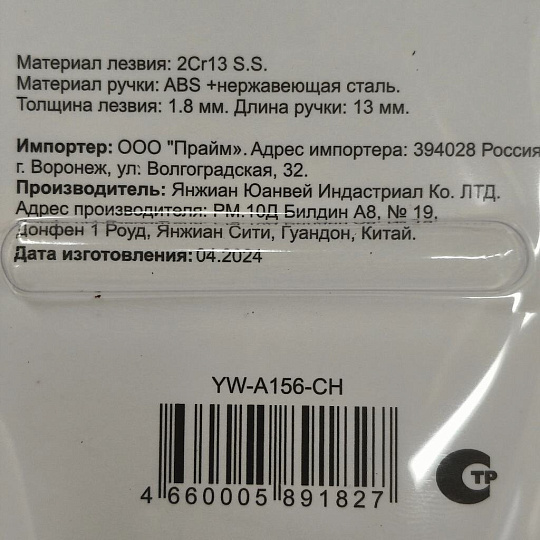 Материал лезвия: 2Cr13 S.S.
Материал ручки: ABS +нержавеющая сталь.
Толщина лезвия: 1.8 мм. Длина ручки: 13 мм.
Импортер: ООО "Прайм». Адрес импортера: 394028 Россия
г. Воронеж, ул: Волгоградская, 32.
Производитель: Янжиан Юанвей Индастриал Ко. ЛТД.
Адрес производителя: РМ.10Д Билдин А8, № 19.
Донфен 1 Роуд, Янжиан Сити, Гуандон, Китай.
Дата изготовления: 04.2024
YW-A156-CH
4 660005 891827
СТР